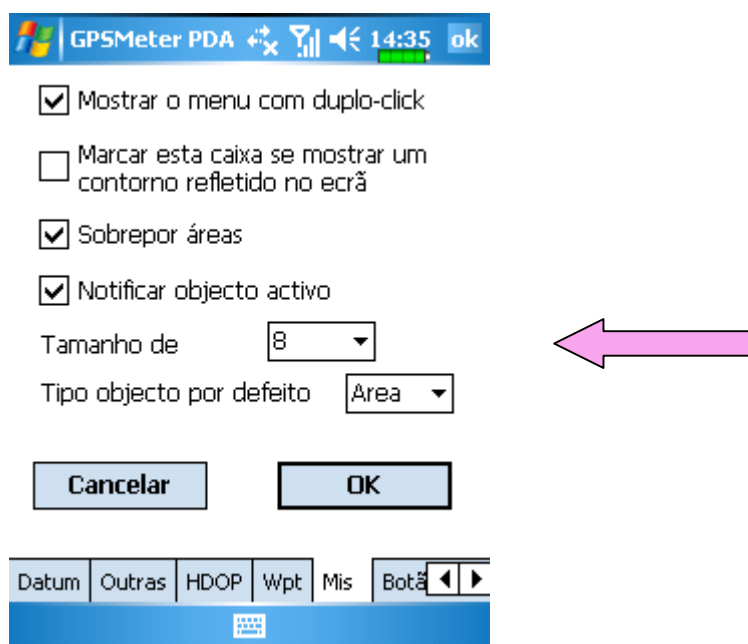 GPSMeter PDA 14:35 ok
Mostrar o menu com duplo-click
Marcar esta caixa se mostrar um
contorno refletido no ecrã
Sobrepor áreas
Notificar objecto activo
Tamanho de 8
Tipo objecto por defeito Area
Cancelar OK
Datum Outras HDOP Wpt Mis Botã